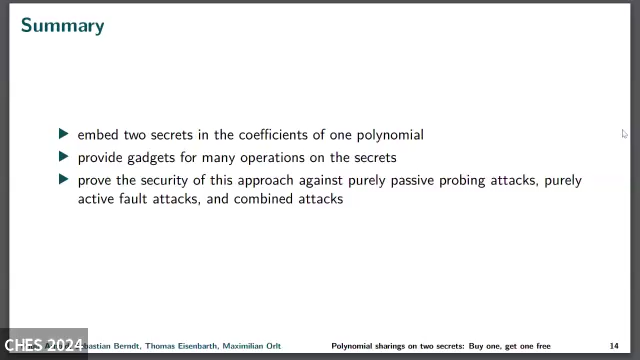 Summary
▶ embed two secrets in the coefficients of one polynomial
▶ provide gadgets for many operations on the secrets
▶ prove the security of this approach against purely passive probing attacks, purely
active fault attacks, and combined attacks
CHES 2024
Berndt, Thomas Eisenbarth, Maximilian Orlt Polynomial sharings on two secrets: Buy one, get one free 14